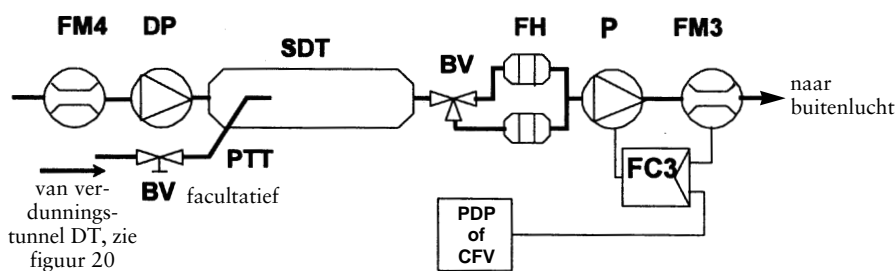 FM4 DP
SDT
BV
FH P FM3
naar
buitenlucht
PTT
BV facultatief
van ver-
dunnings-
tunnel DT, zie
figuur 20
FC3
PDP
of
CFV